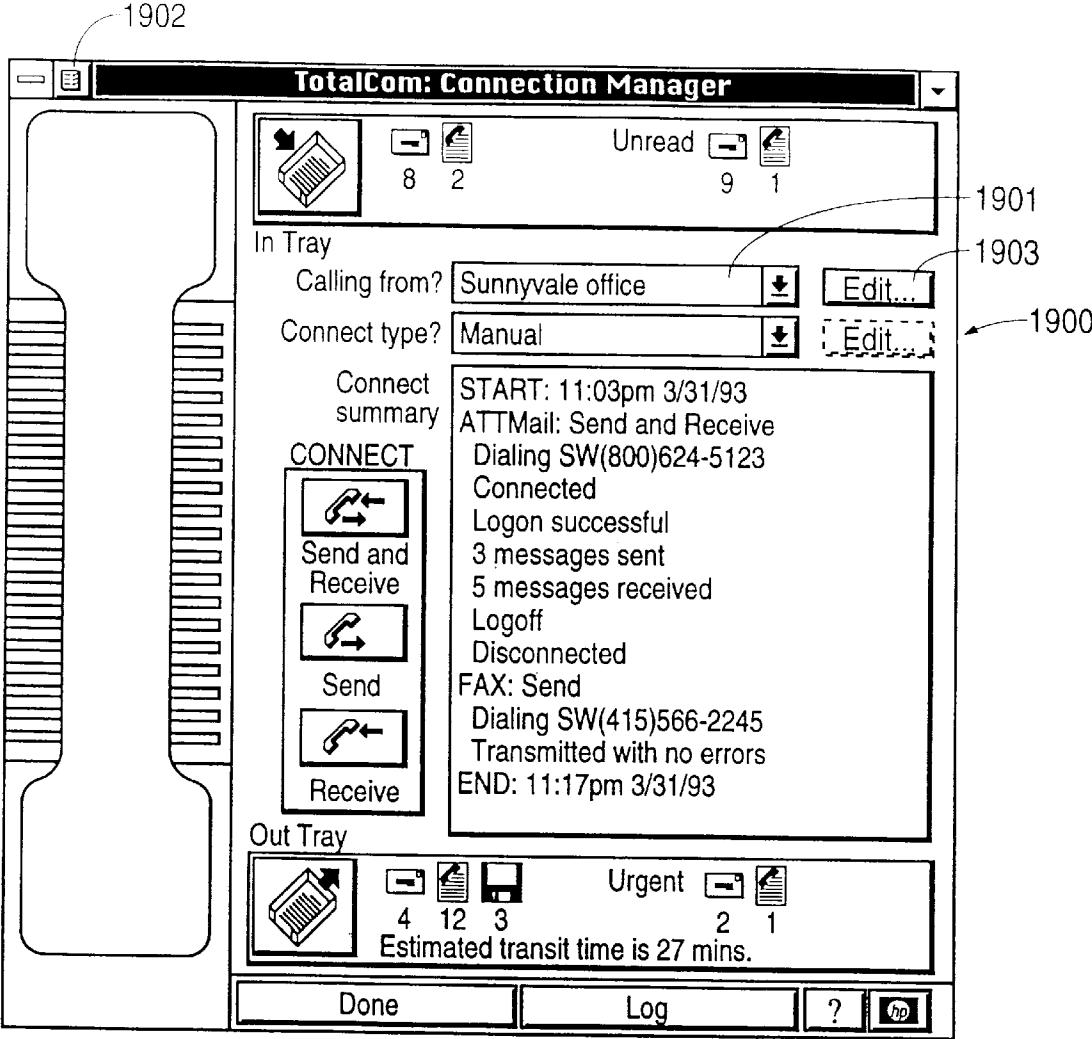 1902
TotalCom: Connection Manager
8 2
Unread
9 1
1901
In Tray
1903
Calling from? Sunnyvale office Edit...
1900
Connect type? Manual Edit...
Connect
summary
START: 11:03pm 3/31/93
ATTMail: Send and Receive
Dialing SW(800)624-5123
Connected
Logon successful
3 messages sent
5 messages received
Logoff
Disconnected
FAX: Send
Dialing SW(415)566-2245
Transmitted with no errors
END: 11:17pm 3/31/93
CONNECT
Send and
Receive
Send
Receive
Out Tray
4 12 3
Urgent
2 1
Estimated transit time is 27 mins.
Done Log ? hp